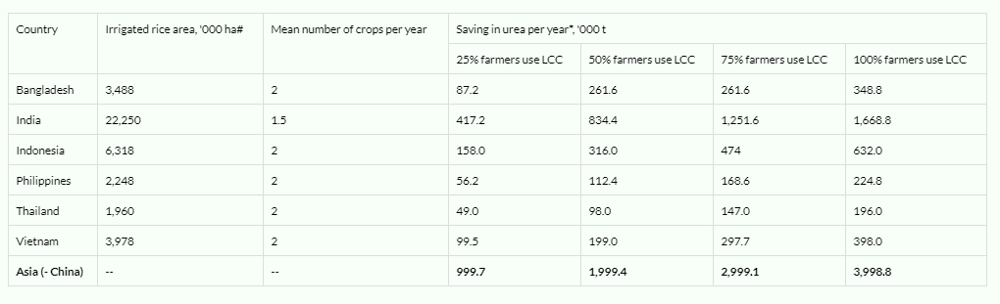 Country Irrigated rice area, '000 ha# Mean number of crops per year Saving in urea per year*, '000 t
25% farmers use LCC 50% farmers use LCC 75% farmers use LCC 100% farmers use LCC
Bangladesh 3,488 2 87.2 261.6 261.6 348.8
India 22,250 1.5 417.2 834.4 1,251.6 1,668.8
Indonesia 6,318 2 158.0 316.0 474 632.0
Philippines 2,248 2 56.2 112.4 168.6 224.8
Thailand 1,960 2 49.0 98.0 147.0 196.0
Vietnam 3,978 2 99.5 199.0 297.7 398.0
Asia (- China) -- -- 999.7 1,999.4 2,999.1 3,998.8